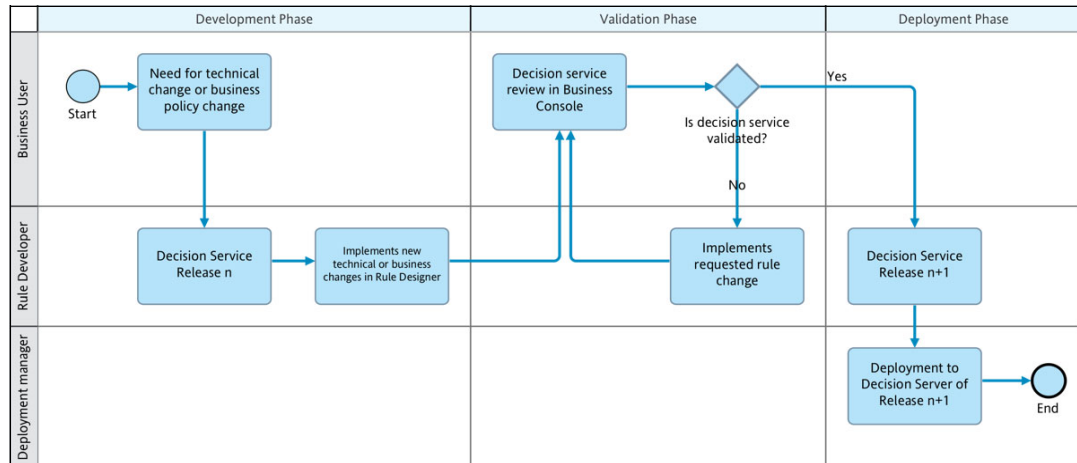 Development Phase
Validation Phase
Deployment Phase
Business User
Start
Need for technical
change or business
policy change
Decision service
review in Business
Console
Is decision service
validated?
Yes
No
Rule Developer
Decision Service
Release n
Implements new
technical or business
changes in Rule Designer
Implements
requested rule
change
Decision Service
Release n+1
Deployment manager
Deployment to
Decision Server of
Release n+1
End